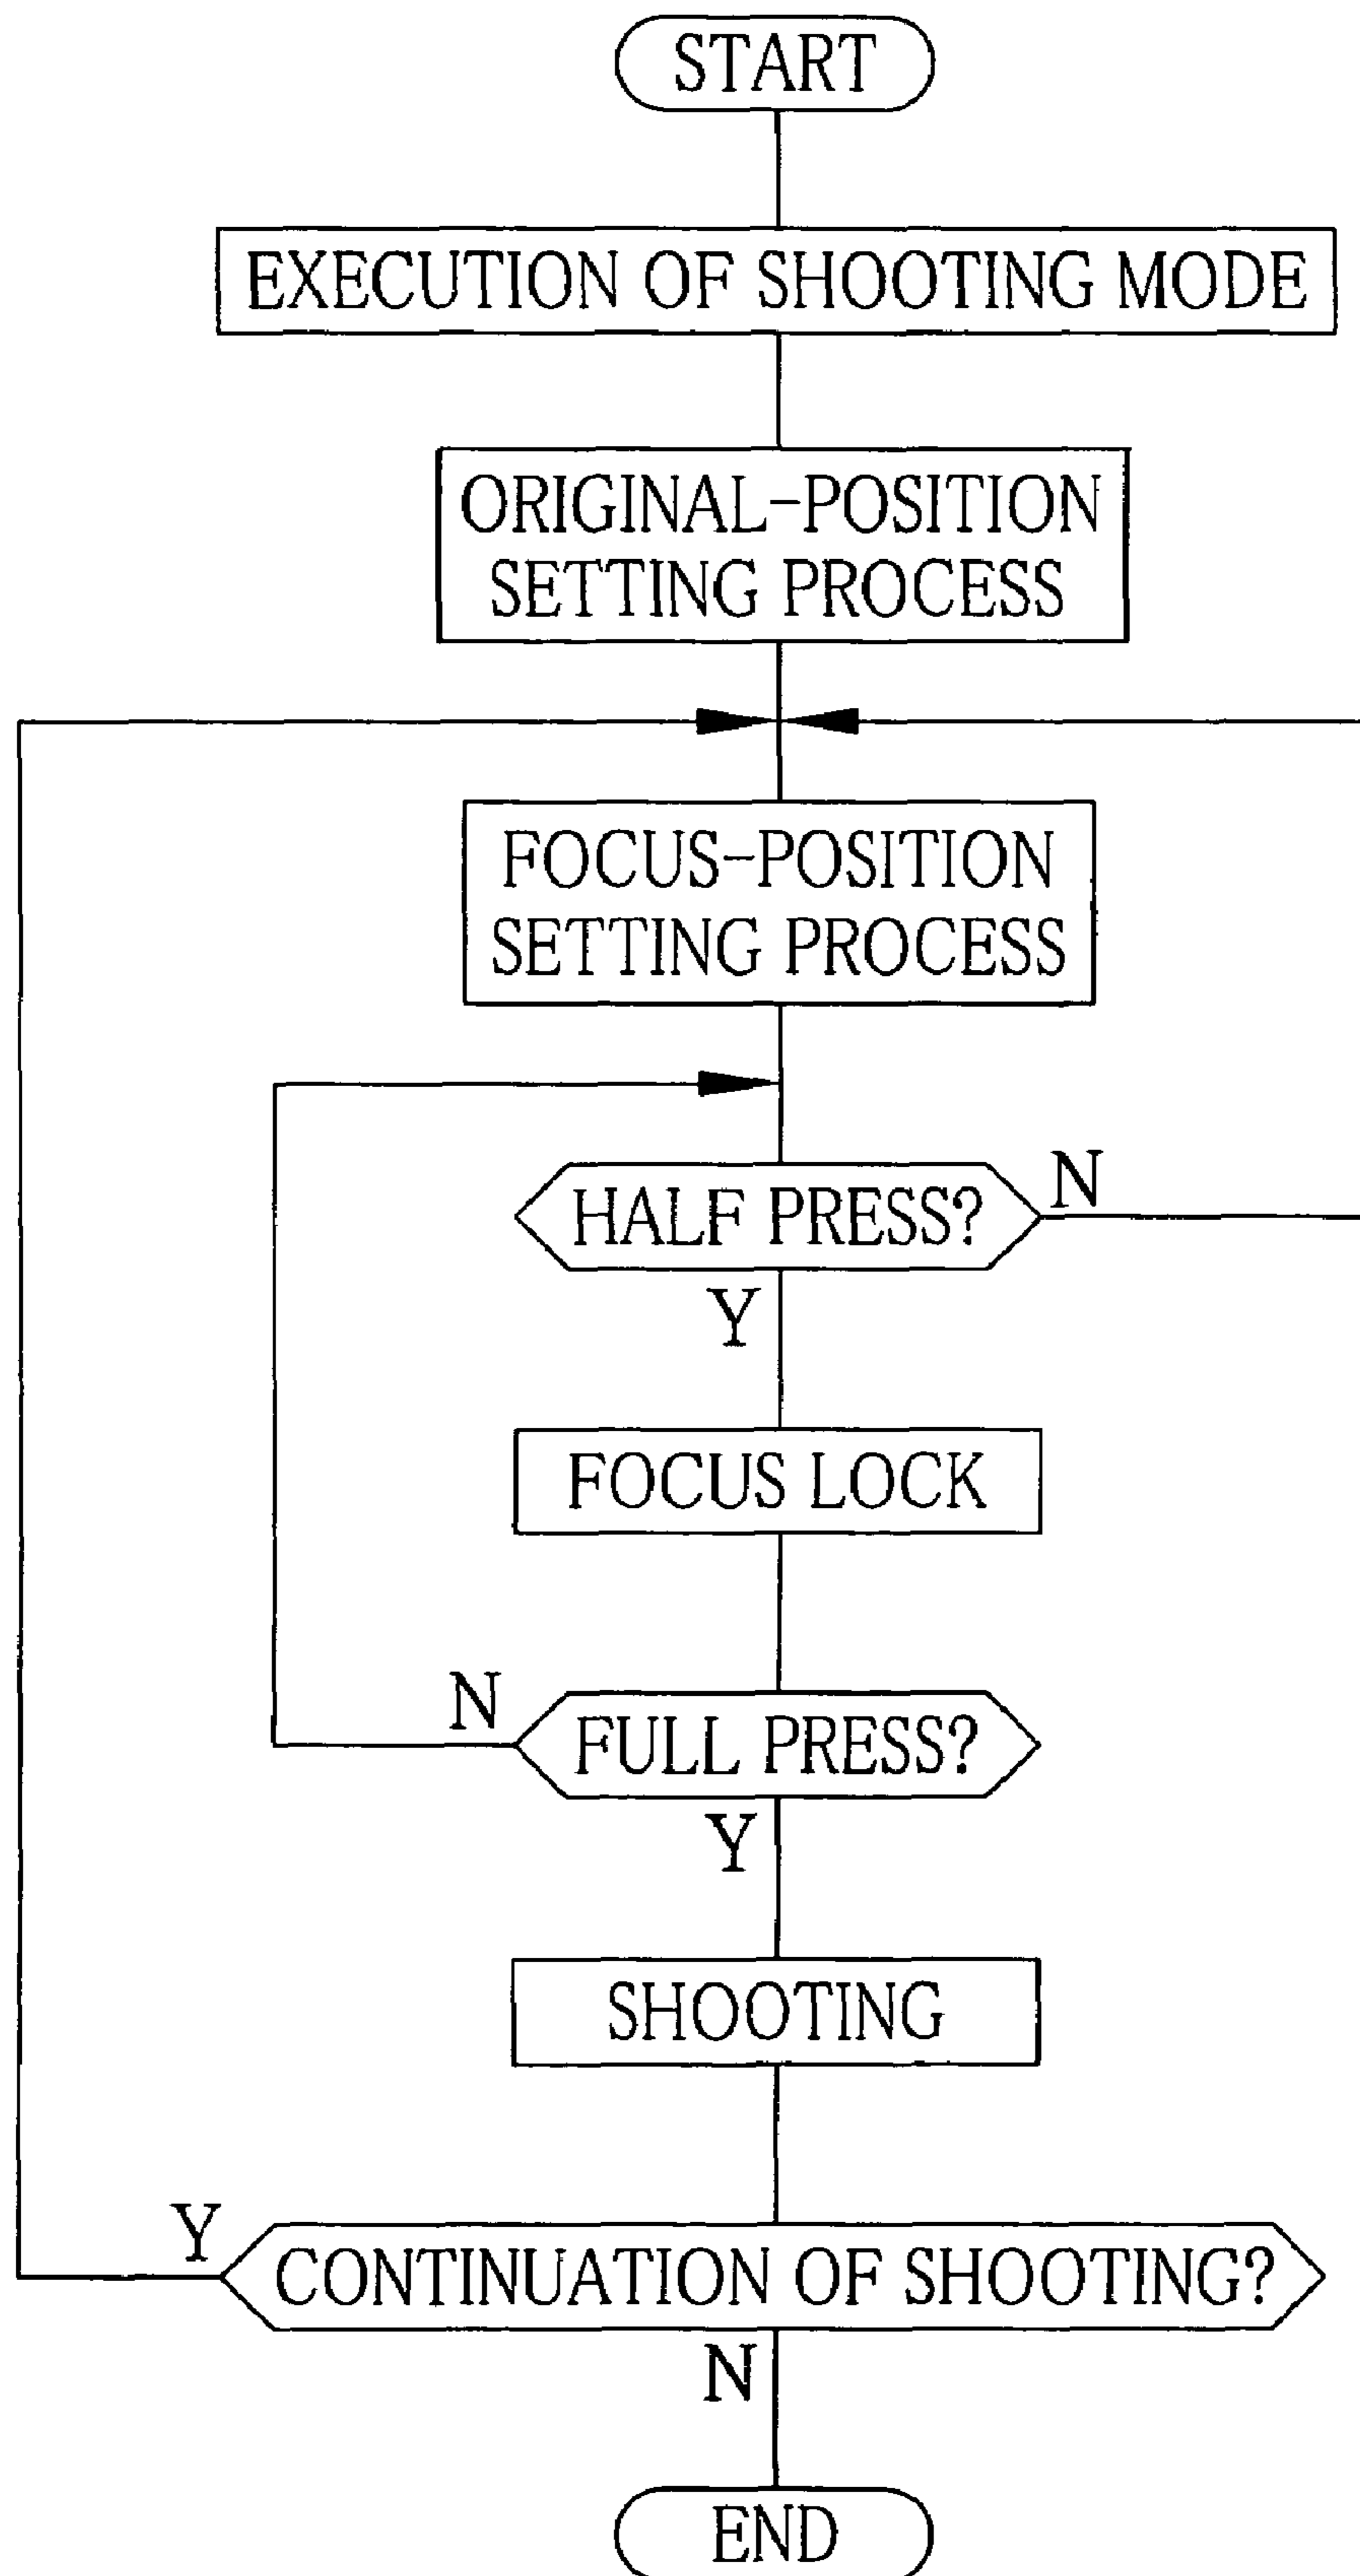 START
EXECUTION OF SHOOTING MODE
ORIGINAL-POSITION
SETTING PROCESS
FOCUS-POSITION
SETTING PROCESS
HALF PRESS?
N
Y
FOCUS LOCK
N
FULL PRESS?
Y
SHOOTING
Y
CONTINUATION OF SHOOTING?
N
END